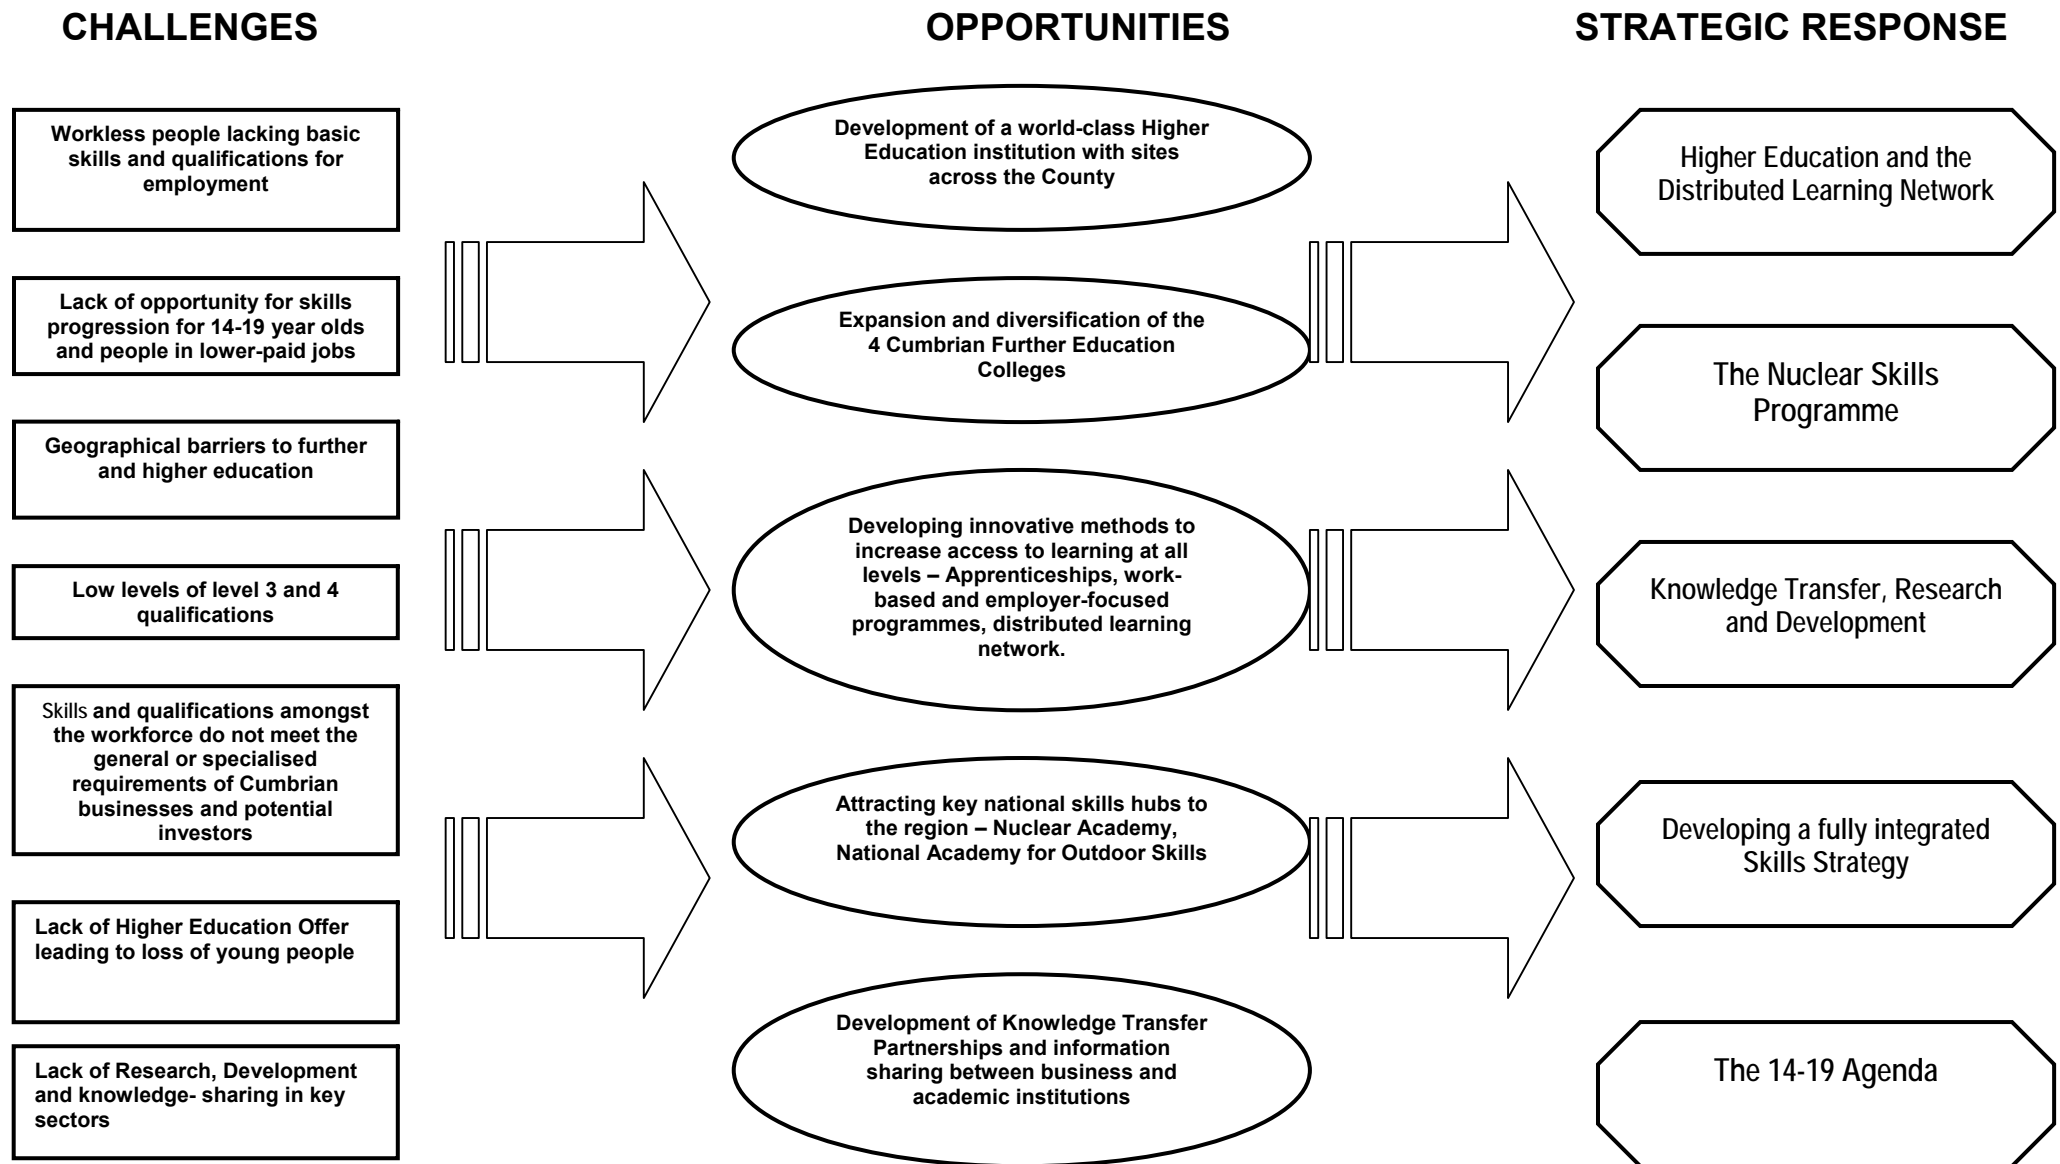 CHALLENGES
Workless people lacking basic
skills and qualifications for
employment
Lack of opportunity for skills
progression for 14-19 year olds
and people in lower-paid jobs
Geographical barriers to further
and higher education
Low levels of level 3 and 4
qualifications
Skills and qualifications amongst
the workforce do not meet the
general or specialised
requirements of Cumbrian
businesses and potential
investors
Lack of Higher Education Offer
leading to loss of young people
Lack of Research, Development
and knowledge- sharing in key
sectors
OPPORTUNITIES
Development of a world-class Higher
Education institution with sites
across the County
Expansion and diversification of the
4 Cumbrian Further Education
Colleges
Developing innovative methods to
increase access to learning at all
levels – Apprenticeships, work-
based and employer-focused
programmes, distributed learning
network.
Attracting key national skills hubs to
the region – Nuclear Academy,
National Academy for Outdoor Skills
Development of Knowledge Transfer
Partnerships and information
sharing between business and
academic institutions
STRATEGIC RESPONSE
Higher Education and the
Distributed Learning Network
The Nuclear Skills
Programme
Knowledge Transfer, Research
and Development
Developing a fully integrated
Skills Strategy
The 14-19 Agenda